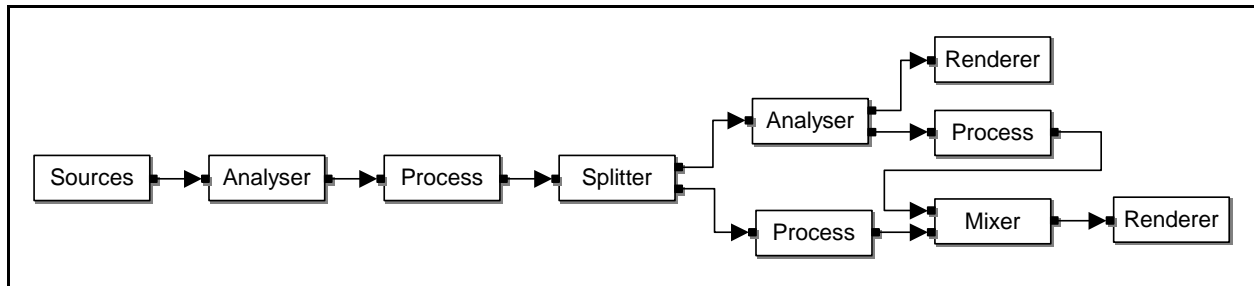 Sources
Analyser
Process
Splitter
Analyser
Renderer
Process
Process
Mixer
Renderer